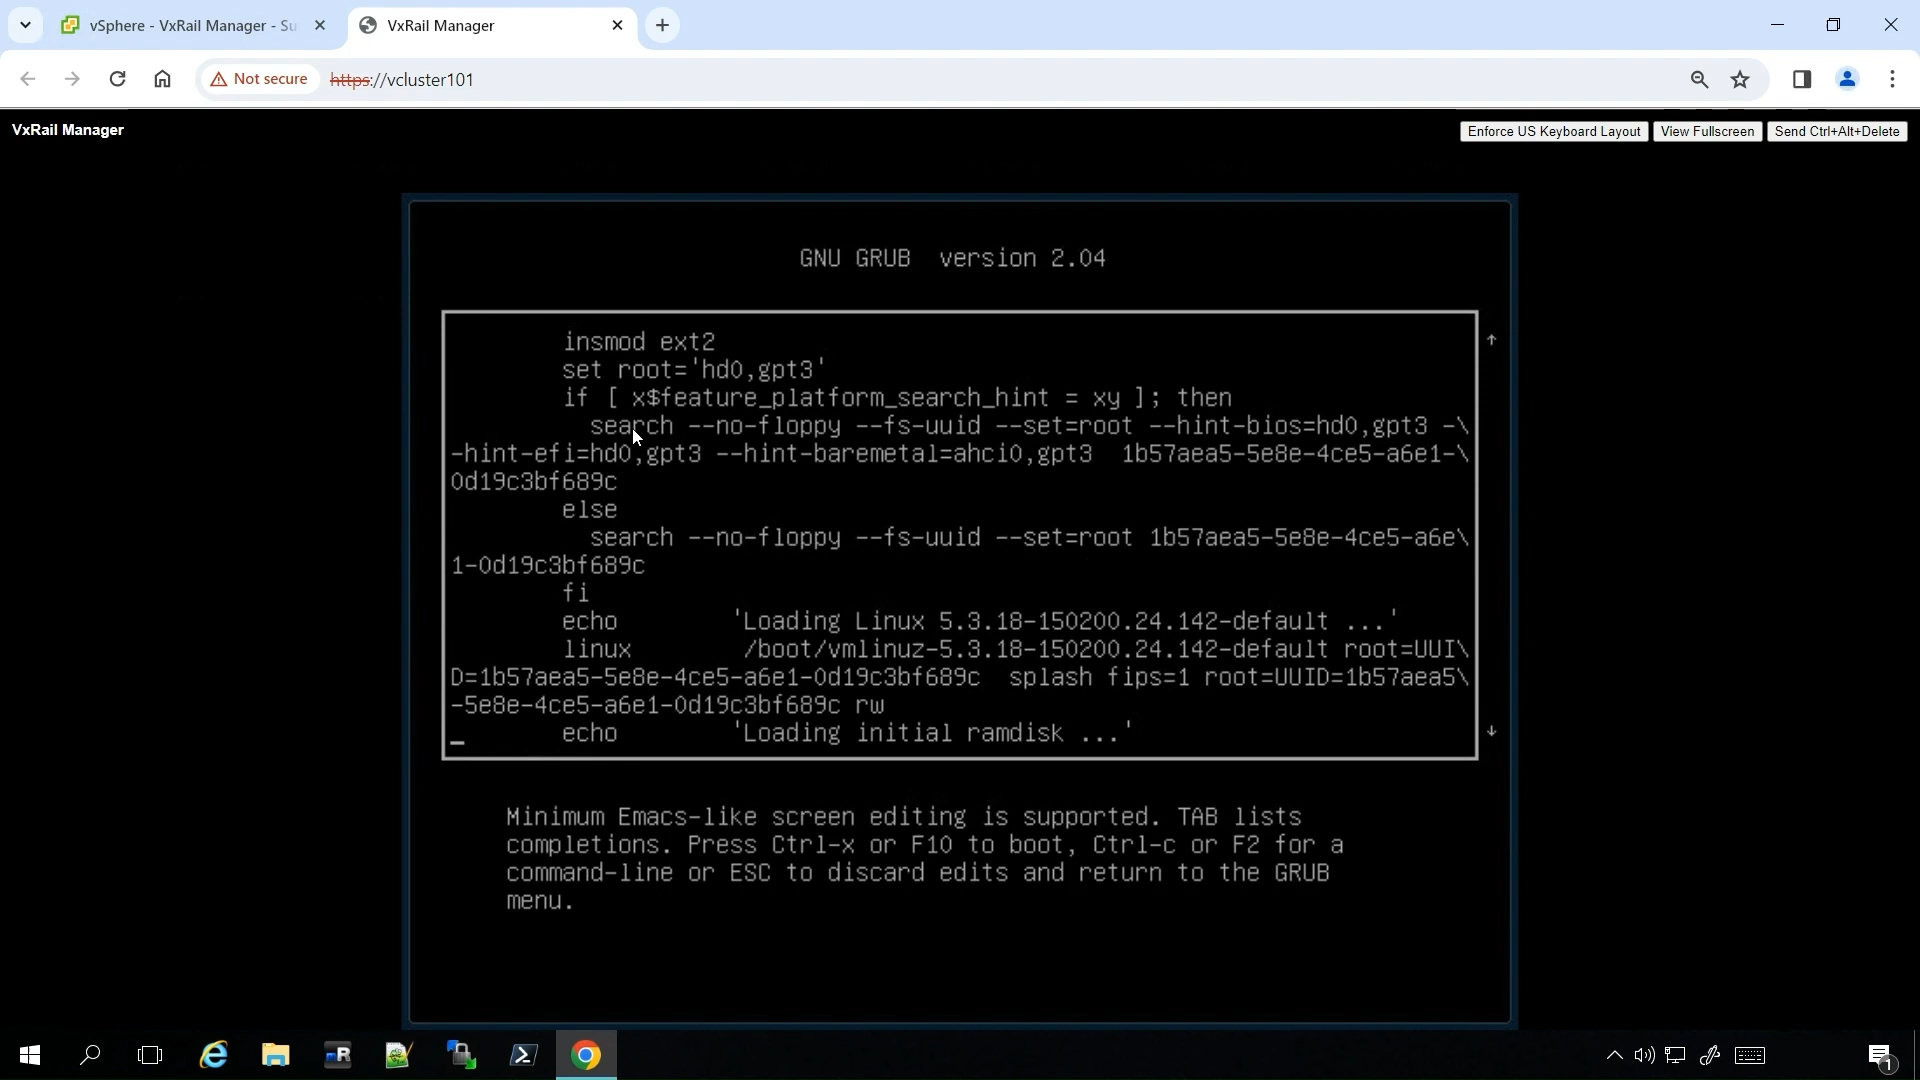 vSphere - VxRail Manager - Su
VxRail Manager
Not secure
https://vcluster101
VxRail Manager
Enforce US Keyboard Layout
View Fullscreen
Send Ctrl+Alt+Delete
GNU GRUB version 2.04
insmod ext2
set root='hd0,gpt3'
if [ x$feature_platform_search_hint = xy ]; then
search --no-floppy --fs-uuid --set=root --hint-bios=hd0,gpt3 -\
-hint-efi=hd0,gpt3 --hint-baremetal=ahci0,gpt3 1b57aea5-5e8e-4ce5-a6e1-\
0d19c3bf689c
else
search --no-floppy --fs-uuid --set=root 1b57aea5-5e8e-4ce5-a6e\
1-0d19c3bf689c
fi
echo 'Loading Linux 5.3.18-150200.24.142-default ...'
linux /boot/vmlinuz-5.3.18-150200.24.142-default root=UUI\
D=1b57aea5-5e8e-4ce5-a6e1-0d19c3bf689c splash fips=1 root=UUID=1b57aea5\
-5e8e-4ce5-a6e1-0d19c3bf689c rw
echo 'Loading initial ramdisk ...'
Minimum Emacs-like screen editing is supported. TAB lists
completions. Press Ctrl-x or F10 to boot, Ctrl-c or F2 for a
command-line or ESC to discard edits and return to the GRUB
menu.
R
1